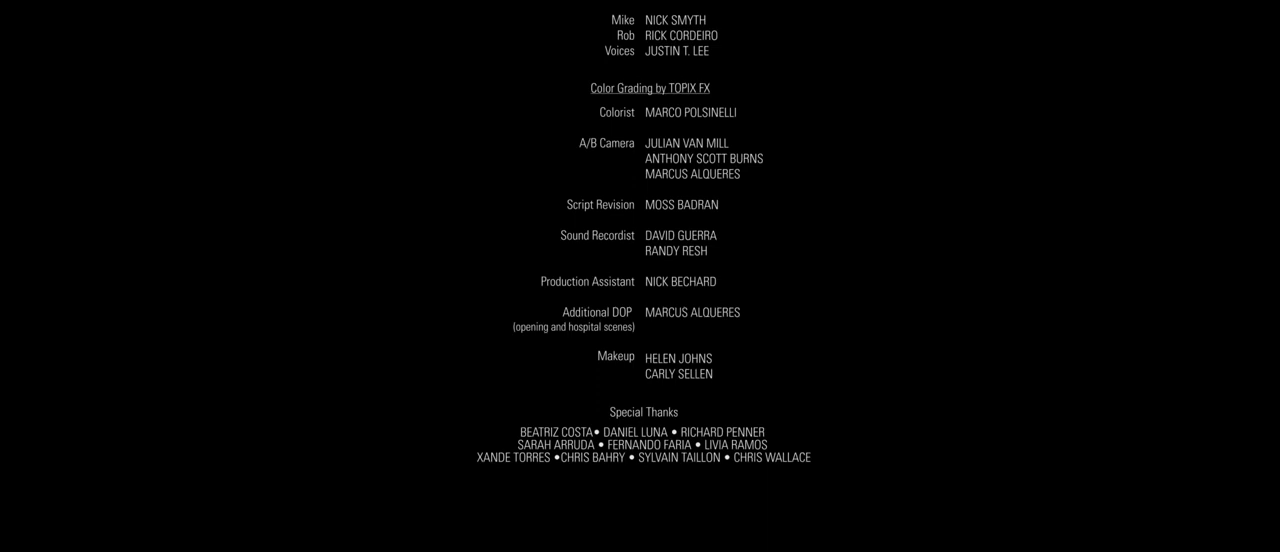 Mike NICK SMYTH
Rob RICK CORDEIRO
Voices JUSTIN T. LEE
Color Grading by TOPIX FX
Colorist MARCO POLSINELLI
A/B Camera JULIAN VAN MILL
ANTHONY SCOTT BURNS
MARCUS ALQUERES
Script Revision MOSS BADRAN
Sound Recordist DAVID GUERRA
RANDY RESH
Production Assistant NICK BECHARD
Additional DOP MARCUS ALQUERES
(opening and hospital scenes)
Makeup HELEN JOHNS
CARLY SELLEN
Special Thanks
BEATRIZ COSTA• DANIEL LUNA • RICHARD PENNER
SARAH ARRUDA • FERNANDO FARIA • LIVIA RAMOS
XANDE TORRES •CHRIS BAHRY • SYLVAIN TAILLON • CHRIS WALLACE